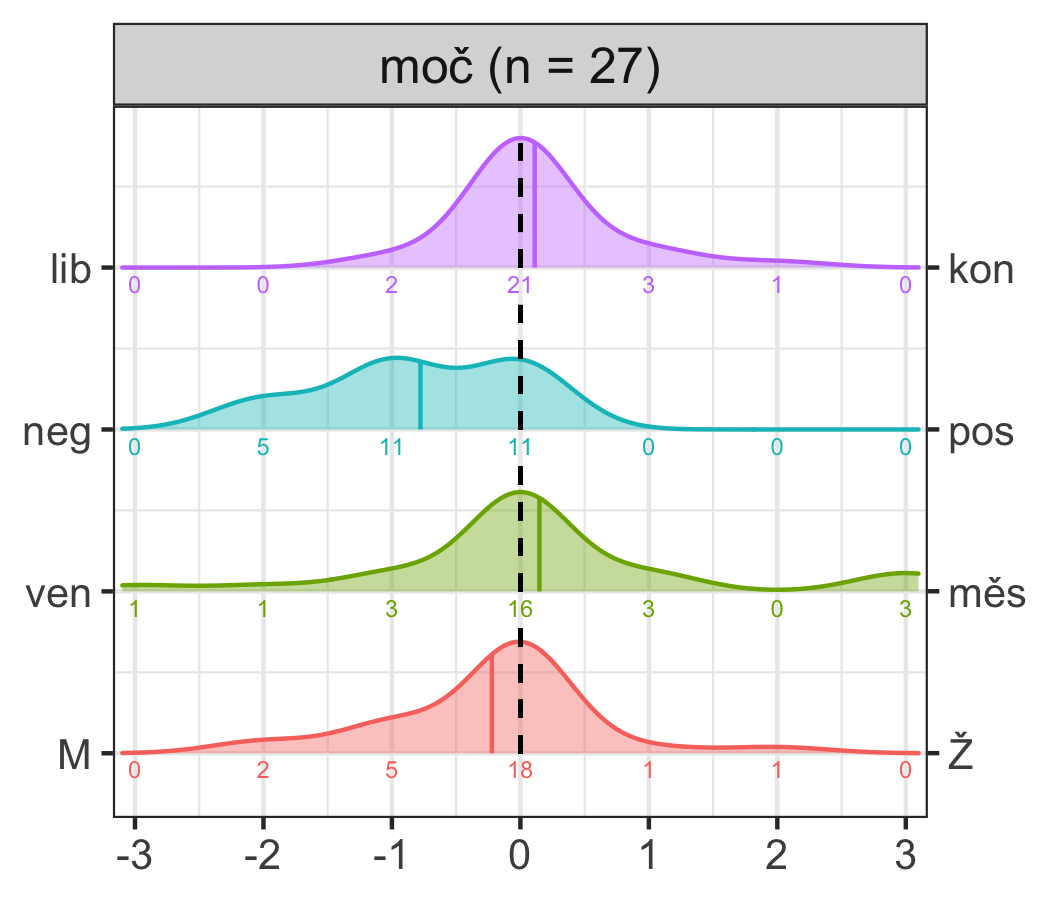 moč (n = 27)
lib kon
0 0 2 21 3 1 0
neg pos
0 5 11 11 0 0 0
ven měs
1 1 3 16 3 0 3
M Ž
0 2 5 18 1 1 0
-3 -2 -1 0 1 2 3